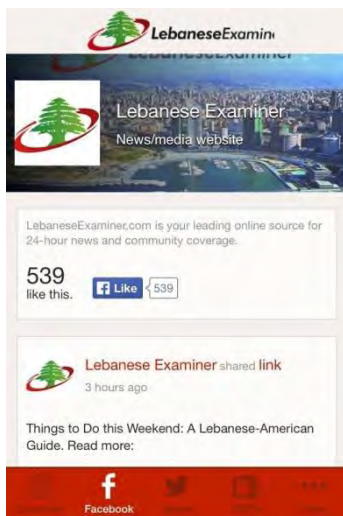 LebaneseExamin
LebaneseExaminer
Lebanese Examiner
News/media website
LebaneseExaminer.com is your leading online source for
24-hour news and community coverage.
539
like this.
f Like 539
Lebanese Examiner shared link
3 hours ago
Things to Do this Weekend: A Lebanese-American
Guide. Read more:
Facebook